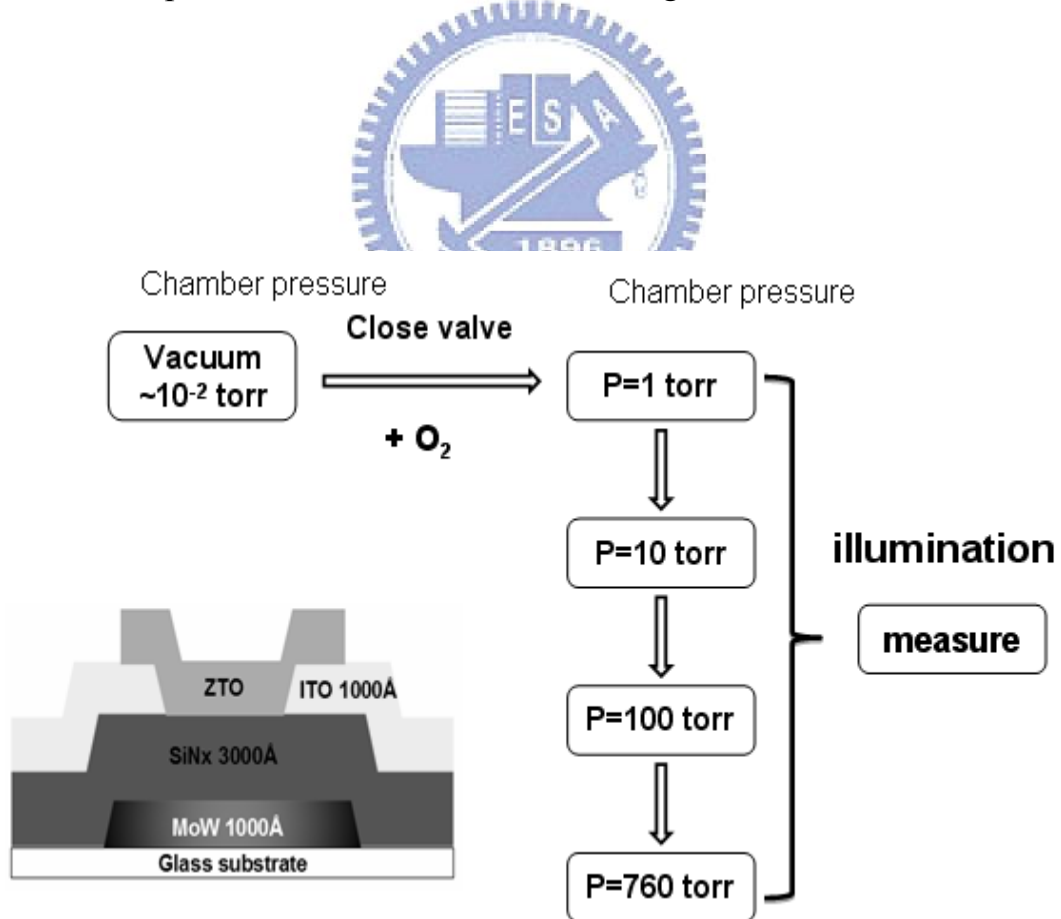 E S A
1896
Chamber pressure
Chamber pressure
Close valve
Vacuum
~10⁻² torr
+ O₂
P=1 torr
P=10 torr
P=100 torr
P=760 torr
illumination
measure
ZTO
ITO 1000Å
SiNx 3000Å
MoW 1000Å
Glass substrate